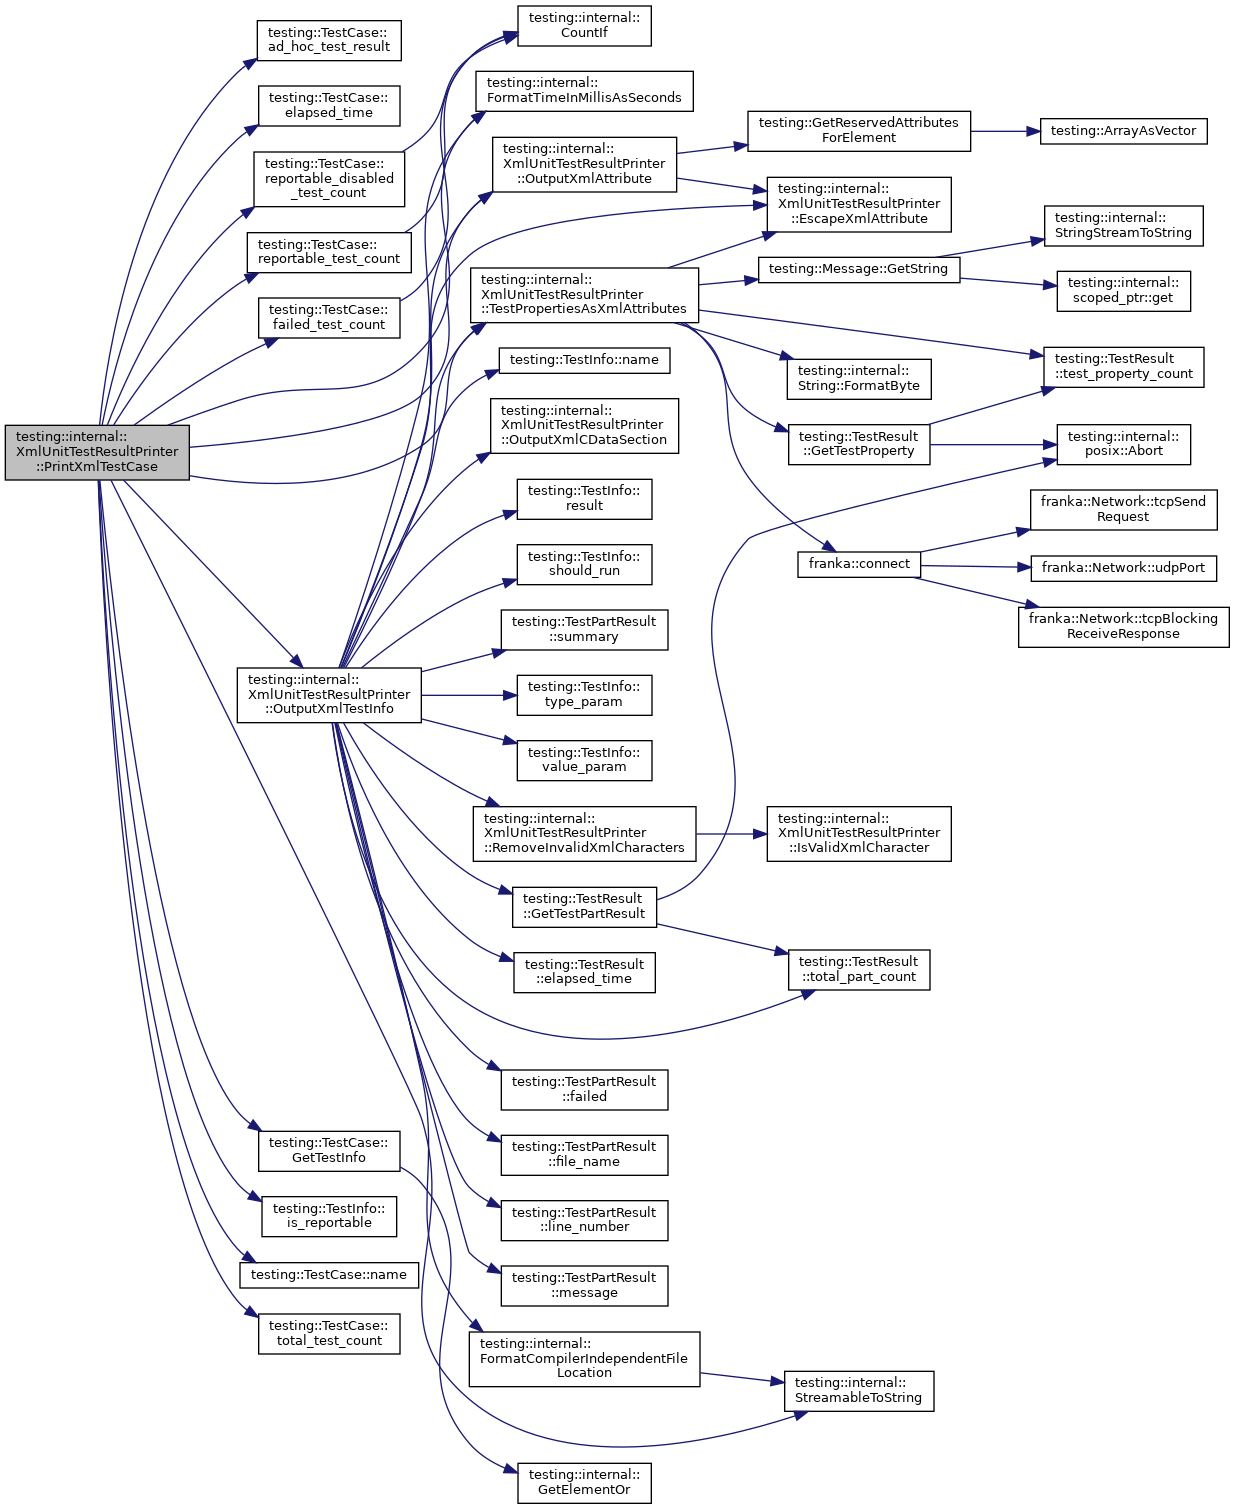 testing::internal::
XmlUnitTestResultPrinter
::PrintXmlTestCase
testing::TestCase::
ad_hoc_test_result
testing::TestCase::
elapsed_time
testing::TestCase::
reportable_disabled
_test_count
testing::TestCase::
reportable_test_count
testing::TestCase::
failed_test_count
testing::internal::
XmlUnitTestResultPrinter
::OutputXmlTestInfo
testing::TestCase::
GetTestInfo
testing::TestInfo::
is_reportable
testing::TestCase::name
testing::TestCase::
total_test_count
testing::internal::
CountIf
testing::internal::
FormatTimeInMillisAsSeconds
testing::internal::
XmlUnitTestResultPrinter
::OutputXmlAttribute
testing::internal::
XmlUnitTestResultPrinter
::TestPropertiesAsXmlAttributes
testing::TestInfo::name
testing::internal::
XmlUnitTestResultPrinter
::OutputXmlCDataSection
testing::TestInfo::
result
testing::TestInfo::
should_run
testing::TestPartResult
::summary
testing::TestInfo::
type_param
testing::TestInfo::
value_param
testing::internal::
XmlUnitTestResultPrinter
::RemoveInvalidXmlCharacters
testing::TestResult
::GetTestPartResult
testing::TestResult
::elapsed_time
testing::TestPartResult
::failed
testing::TestPartResult
::file_name
testing::TestPartResult
::line_number
testing::TestPartResult
::message
testing::internal::
FormatCompilerIndependentFile
Location
testing::internal::
GetElementOr
testing::GetReservedAttributes
ForElement
testing::internal::
XmlUnitTestResultPrinter
::EscapeXmlAttribute
testing::Message::GetString
testing::internal::
String::FormatByte
testing::TestResult
::GetTestProperty
franka::connect
testing::internal::
XmlUnitTestResultPrinter
::IsValidXmlCharacter
testing::TestResult
::total_part_count
testing::internal::
StreamableToString
testing::ArrayAsVector
testing::internal::
StringStreamToString
testing::internal::
scoped_ptr::get
testing::TestResult
::test_property_count
testing::internal::
posix::Abort
franka::Network::tcpSend
Request
franka::Network::udpPort
franka::Network::tcpBlocking
ReceiveResponse